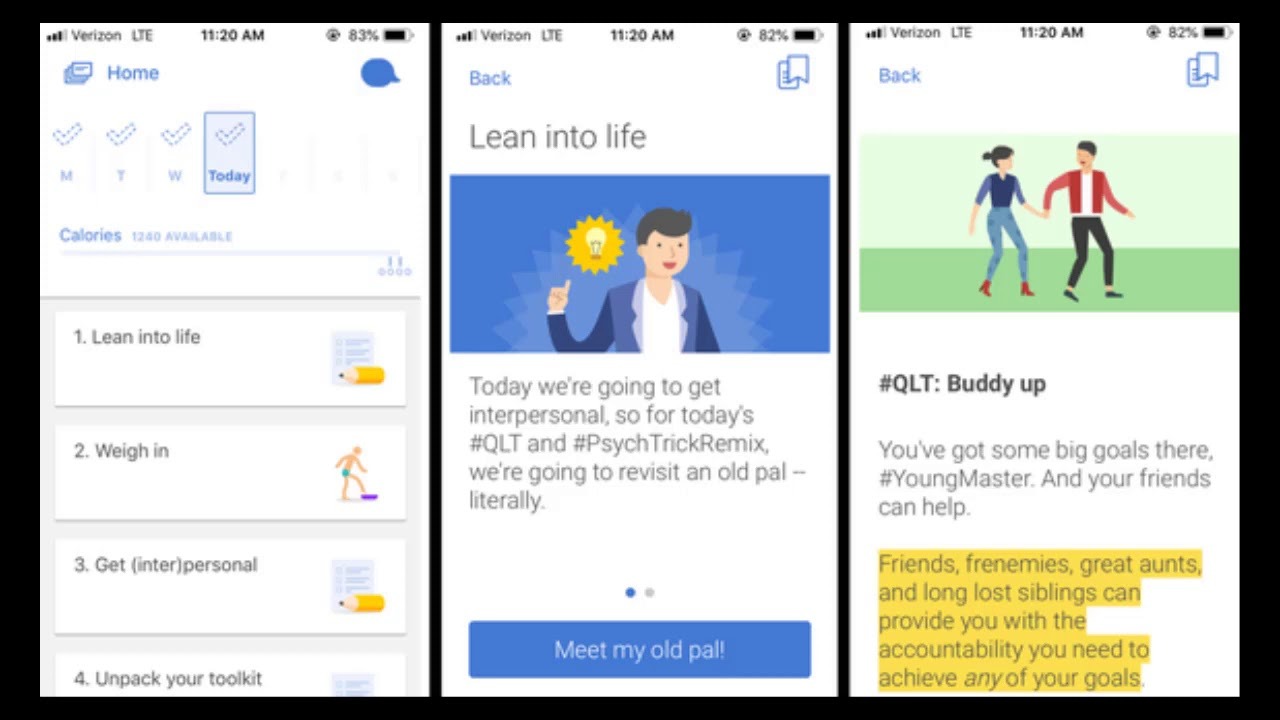 Verizon LTE 11:20 AM 83%
Home
M T W Today
Calories 1240 AVAILABLE
1. Lean into life
2. Weigh in
3. Get (inter)personal
4. Unpack your toolkit
Verizon LTE 11:20 AM 82%
Back
Lean into life
Today we're going to get
interpersonal, so for today's
#QLT and #PsychTrickRemix,
we're going to revisit an old pal –
literally.
Meet my old pal!
Verizon LTE 11:20 AM 82%
Back
#QLT: Buddy up
You've got some big goals there,
#YoungMaster. And your friends
can help.
Friends, frenemies, great aunts,
and long lost siblings can
provide you with the
accountability you need to
achieve any of your goals.